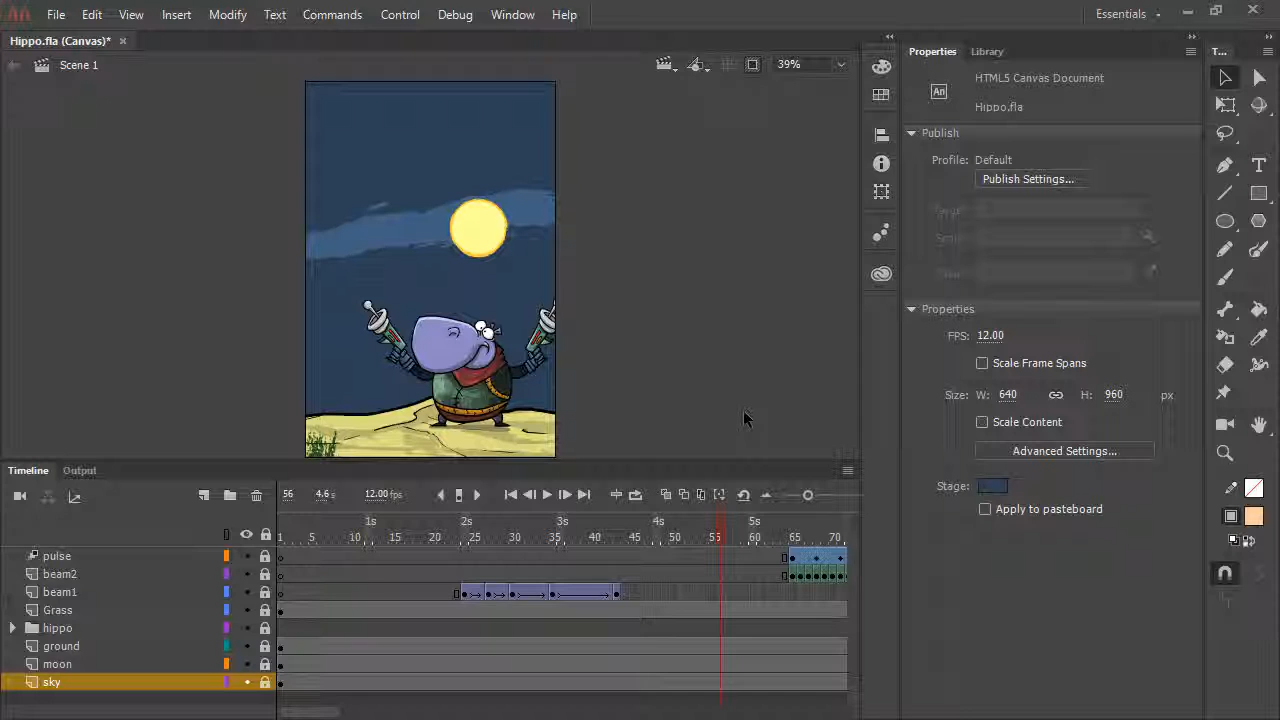 An File Edit View Insert Modify Text Commands Control Debug Window Help Essentials
Hippo.fla (Canvas)* ×
Scene 1 39%
Properties Library T...
An HTML5 Canvas Document
Hippo.fla
Publish
Profile: Default
Publish Settings...
Properties
FPS: 12.00
Scale Frame Spans
Size: W: 640 H: 960 px
Scale Content
Advanced Settings...
Stage:
Apply to pasteboard
Timeline Output
56 4.6 s 12.00 fps
1s 2s 3s 4s 5s
1 5 10 15 20 25 30 35 40 45 50 55 60 65 70
pulse
beam2
beam1
Grass
hippo
ground
moon
sky